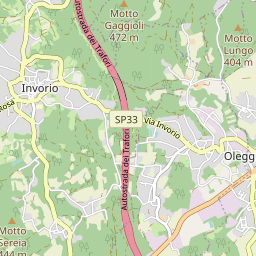 Motto
Gaggioli
472 m
Motto
Lungo
404 m
Autostrada dei Trafori
Invorio
SP33
Via Invorio
Autostrada dei Trafori
Olegg
Motto
Sereia
444 m